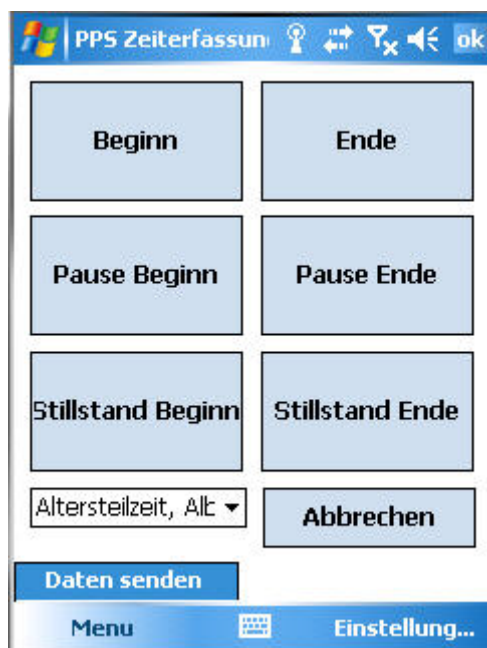 PPS Zeiterfassun
ok
Beginn
Ende
Pause Beginn
Pause Ende
Stillstand Beginn
Stillstand Ende
Altersteilzeit, Alb
Abbrechen
Daten senden
Menu
Einstellung...